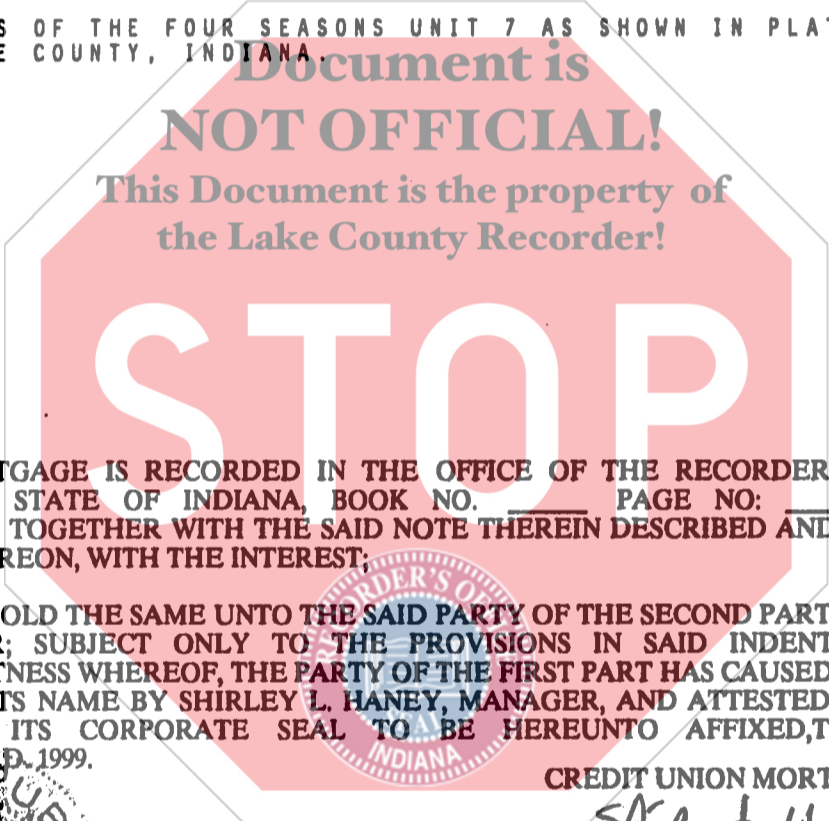 S OF THE FOUR SEASONS UNIT 7 AS SHOWN IN PLAT
E COUNTY, INDIANA.
Document is
NOT OFFICIAL!
This Document is the property of
the Lake County Recorder!
STOP
TGAGE IS RECORDED IN THE OFFICE OF THE RECORDER
STATE OF INDIANA, BOOK NO. ______ PAGE NO: ___
TOGETHER WITH THE SAID NOTE THEREIN DESCRIBED AND
REON, WITH THE INTEREST;
RECORDER'S OFFICE
OLD THE SAME UNTO THE SAID PARTY OF THE SECOND PART
R; SUBJECT ONLY TO THE PROVISIONS IN SAID INDENT
TNESS WHEREOF, THE PARTY OF THE FIRST PART HAS CAUSED
TS NAME BY SHIRLEY L. HANEY, MANAGER, AND ATTESTED
ITS CORPORATE SEAL TO BE HEREUNTO AFFIXED,T
INDIANA
D. 1999.
CREDIT UNION MORT